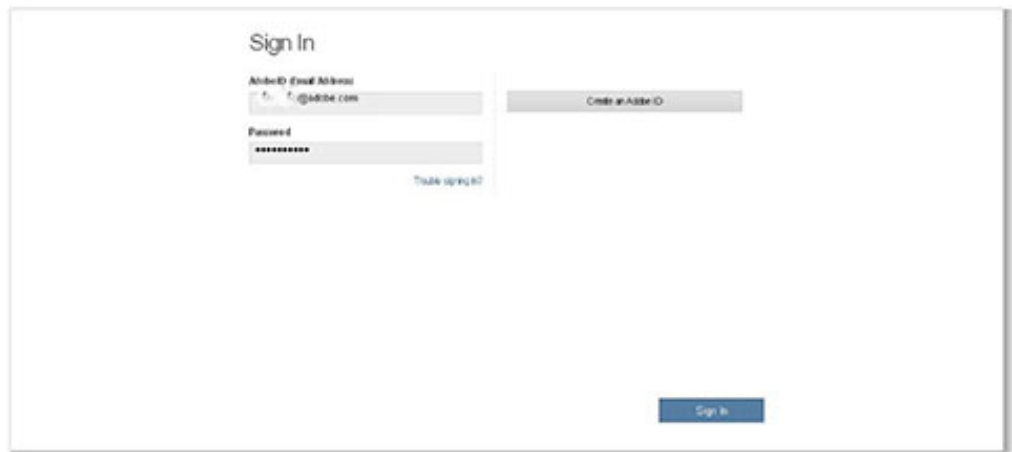 Sign In
Adobe ID (Email Address)
@adobe.com
Create an Adobe ID
Password
••••••••••
Trouble signing in?
Sign In